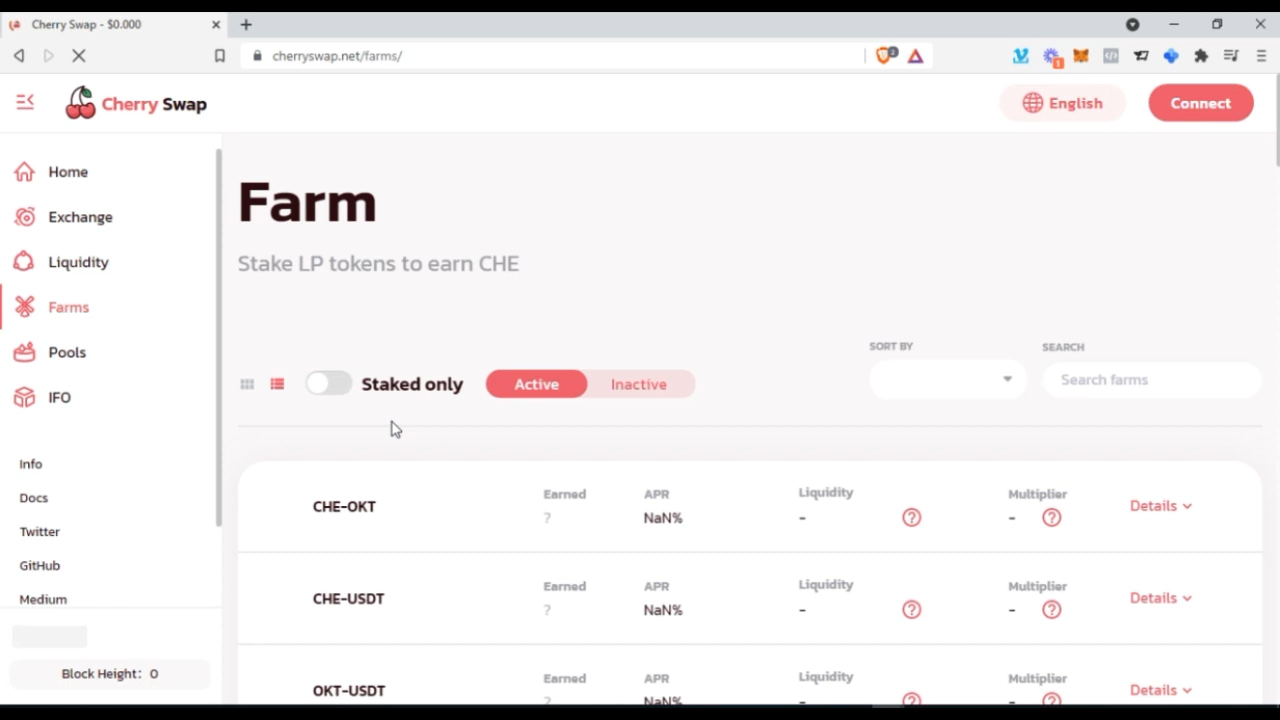 Cherry Swap - $0.000
cherryswap.net/farms/
2
1
Cherry Swap
English
Connect
Home
Exchange
Liquidity
Farms
Pools
IFO
Info
Docs
Twitter
GitHub
Medium
Block Height: 0
Farm
Stake LP tokens to earn CHE
Staked only
Active
Inactive
SORT BY
SEARCH
Search farms
CHE-OKT
Earned
?
APR
NaN%
Liquidity
-
?
Multiplier
-
?
Details
CHE-USDT
Earned
?
APR
NaN%
Liquidity
-
?
Multiplier
-
?
Details
OKT-USDT
Earned
?
APR
NaN%
Liquidity
-
?
Multiplier
-
?
Details